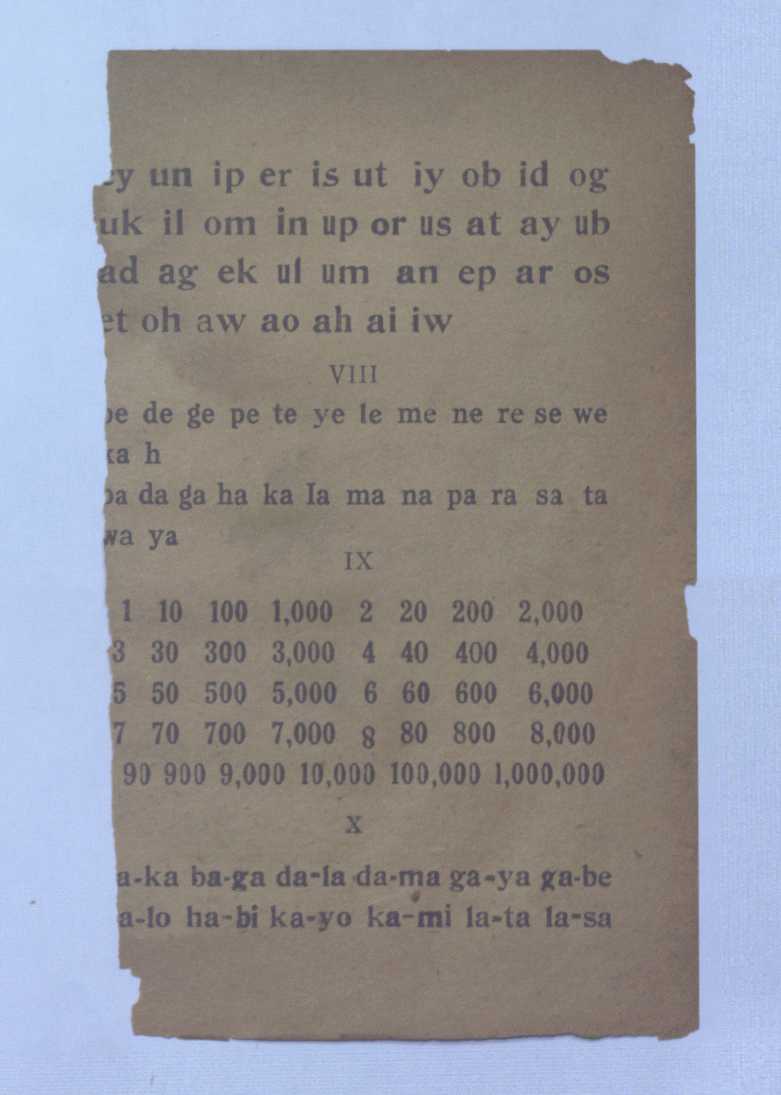 un ip er is ut iy ob id og
uk il om in up or us at ay ub
ad ag ek ul um an ep ar os
et oh aw ao ah ai iw
VIII
de ge pe te ye le me ne re se we
ka h
da ga ha ka la ma na pa ra sa ta
wa ya
IX
1 10 100 1,000 2 20 200 2,000
3 30 300 3,000 4 40 400 4,000
5 50 500 5,000 6 60 600 6,000
7 70 700 7,000 8 80 800 8,000
90 900 9,000 10,000 100,000 1,000,000
X
a-ka ba-ga da-la da-ma ga-ya ga-be
a-lo ha-bi ka-yo ka-mi la-ta la-sa